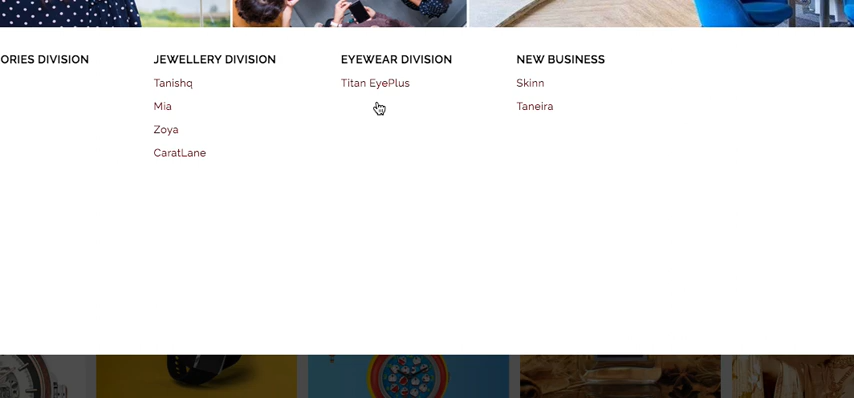 ORIES DIVISION
JEWELLERY DIVISION
Tanishq
Mia
Zoya
CaratLane
EYEWEAR DIVISION
Titan EyePlus
NEW BUSINESS
Skinn
Taneira